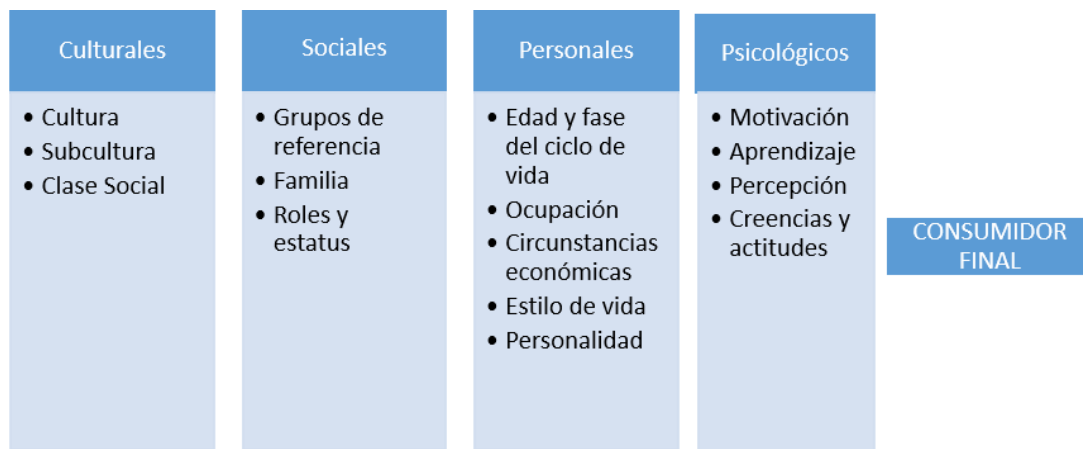 Culturales
• Cultura
• Subcultura
• Clase Social
Sociales
• Grupos de
referencia
• Familia
• Roles y
estatus
Personales
• Edad y fase
del ciclo de
vida
• Ocupación
• Circunstancias
económicas
• Estilo de vida
• Personalidad
Psicológicos
• Motivación
• Aprendizaje
• Percepción
• Creencias y
actitudes
CONSUMIDOR
FINAL